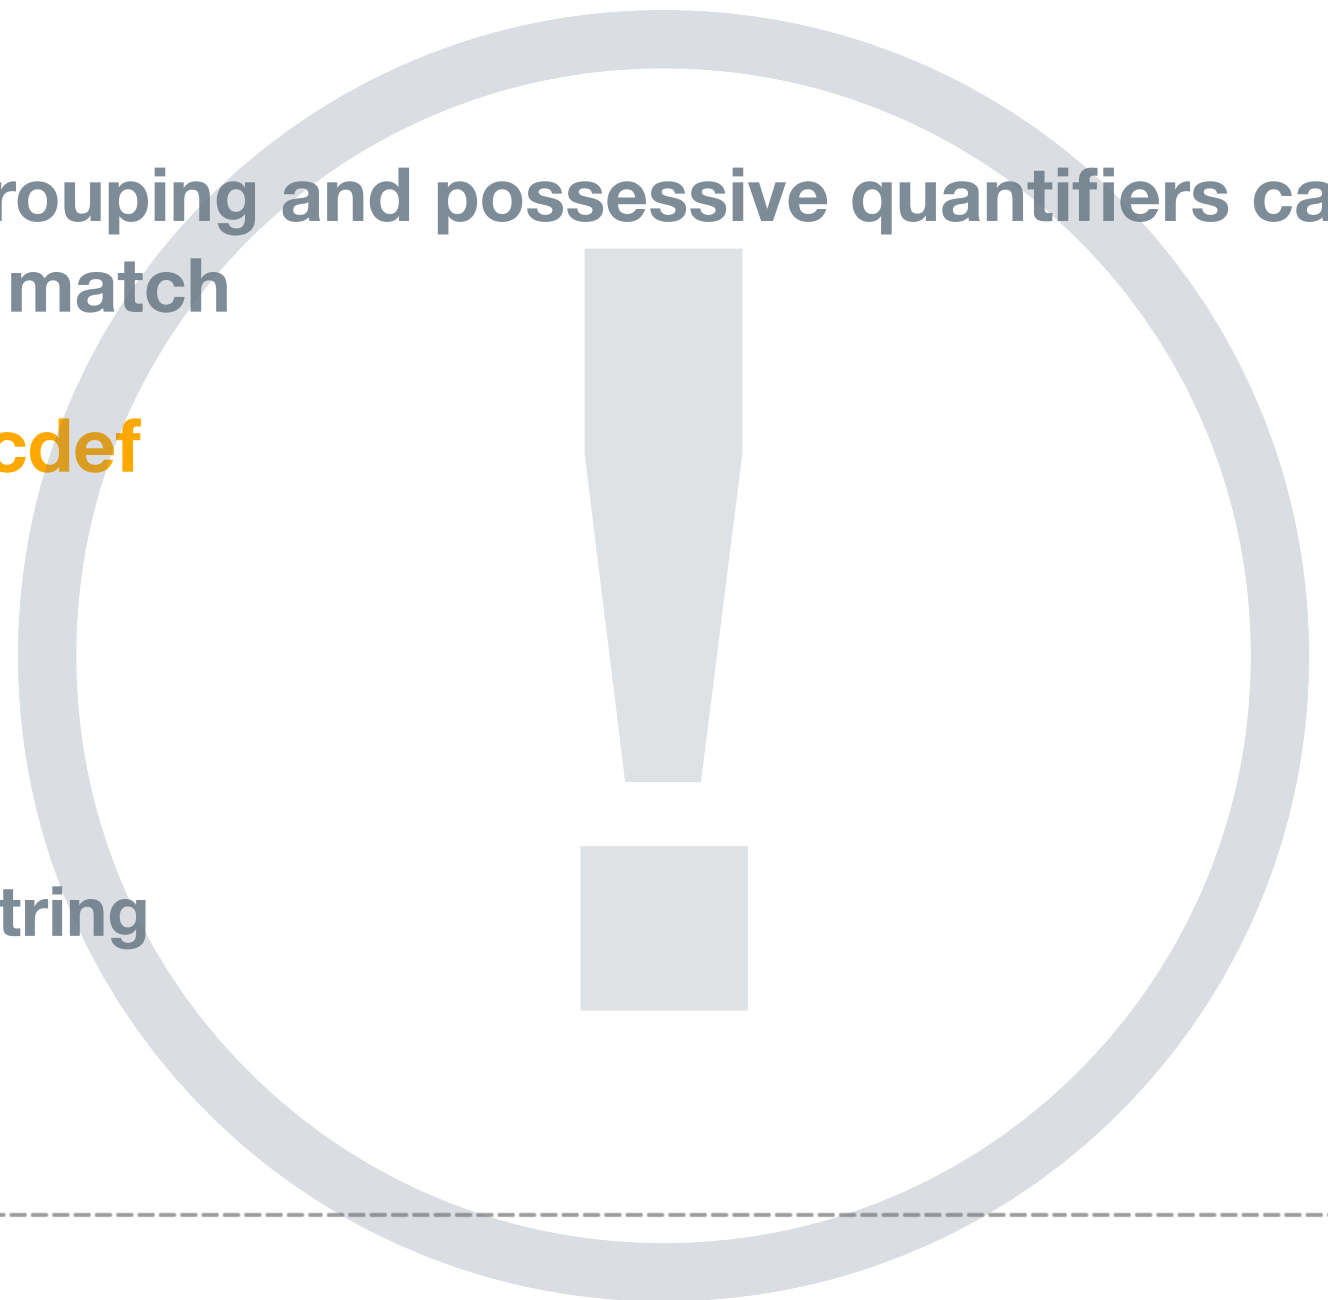 rouping and possessive quantifiers ca
match
cdef
tring